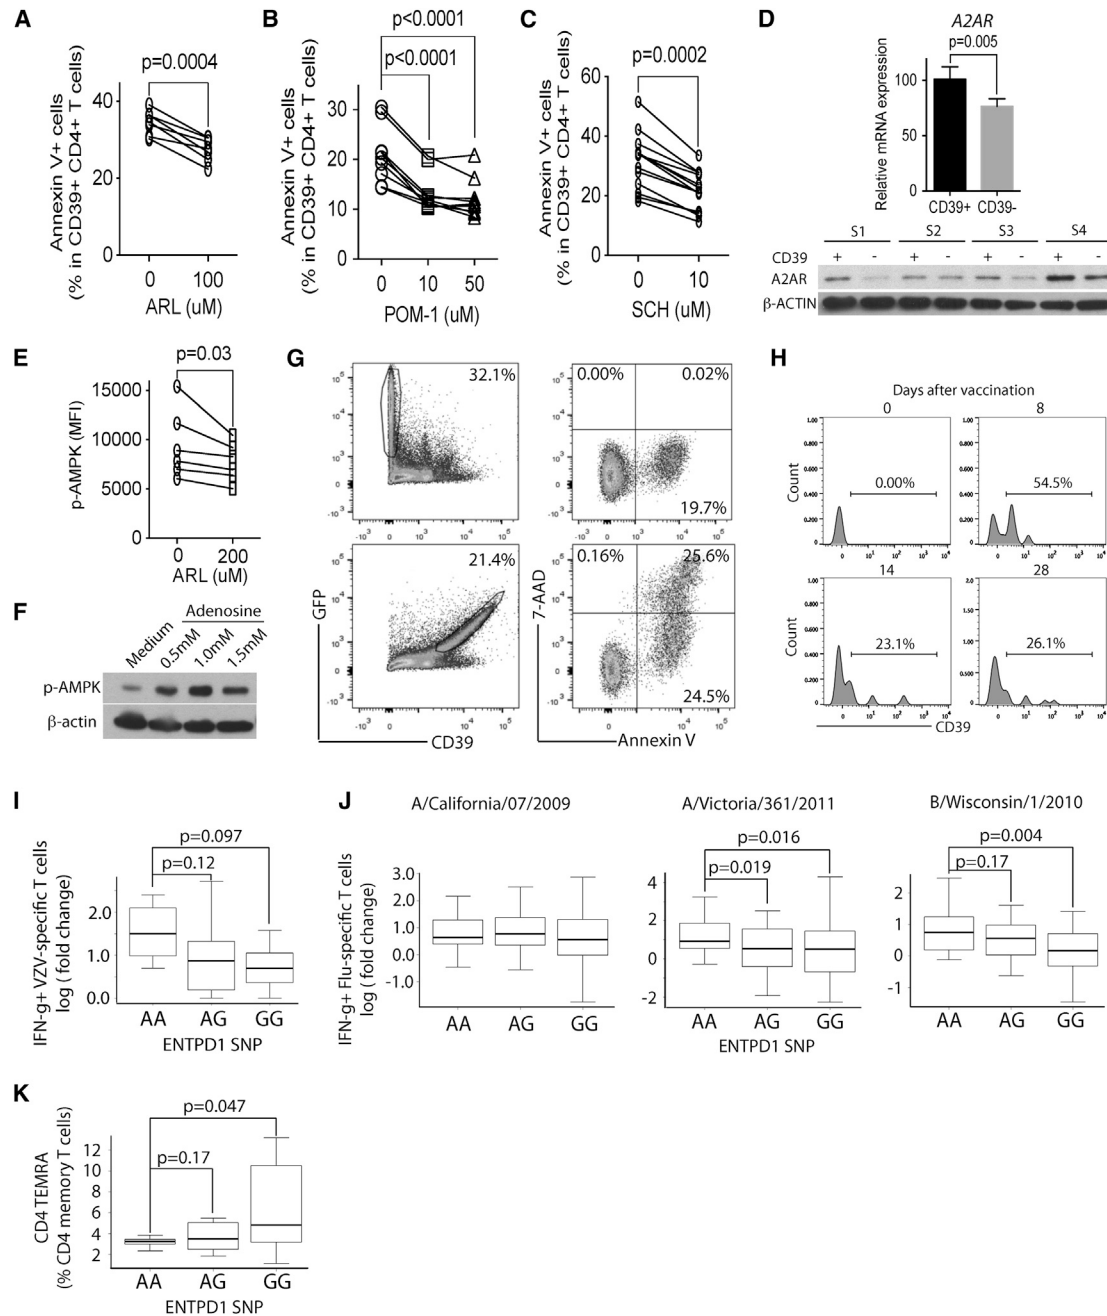 A
p=0.0004
Annexin V+ cells
(% in CD39+ CD4+ T cells)
40
20
0
0 100
ARL (uM)
B
p<0.0001
p<0.0001
Annexin V+ cells
(% in CD39+ CD4+ T cells)
30
20
10
0
0 10 50
POM-1 (uM)
C
p=0.0002
Annexin V+ cells
(% in CD39+ CD4+ T cells)
60
40
20
0
0 10
SCH (uM)
D
A2AR
p=0.005
Relative mRNA expression
100
50
0
CD39+ CD39-
S1 S2 S3 S4
CD39 + - + - + - + -
A2AR
β-ACTIN
E
p=0.03
p-AMPK (MFI)
15000
10000
5000
0
0 200
ARL (uM)
F
Adenosine
Medium 0.5mM 1.0mM 1.5mM
p-AMPK
β-actin
G
32.1%
0.00% 0.02%
19.7%
21.4%
0.16% 25.6%
24.5%
GFP
CD39
7-AAD
Annexin V
H
Days after vaccination
0 8
Count
0.00% 54.5%
14 28
Count
23.1% 26.1%
CD39
I
p=0.097
p=0.12
IFN-g+ VZV-specific T cells
log ( fold change)
2.0
1.0
0.0
AA AG GG
ENTPD1 SNP
J
A/California/07/2009
A/Victoria/361/2011
B/Wisconsin/1/2010
IFN-g+ Flu-specific T cells
log ( fold change)
3.0
2.0
1.0
0.0
-1.0
AA AG GG
p=0.016
p=0.019
4
2
0
-2
AA AG GG
ENTPD1 SNP
p=0.004
p=0.17
2
1
0
-1
AA AG GG
K
p=0.047
p=0.17
CD4 TEMRA
(% CD4 memory T cells)
12
10
8
6
4
2
AA AG GG
ENTPD1 SNP